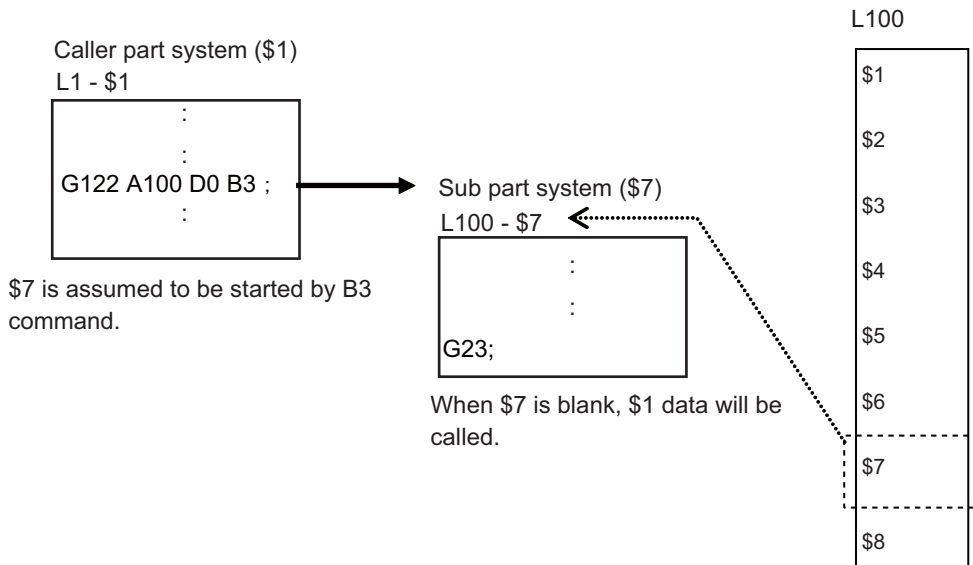 Caller part system ($1)
L1 - $1
:
:
G122 A100 D0 B3 ;
:
$7 is assumed to be started by B3
command.
Sub part system ($7)
L100 - $7
:
:
G23;
When $7 is blank, $1 data will be
called.
L100
$1
$2
$3
$4
$5
$6
$7
$8